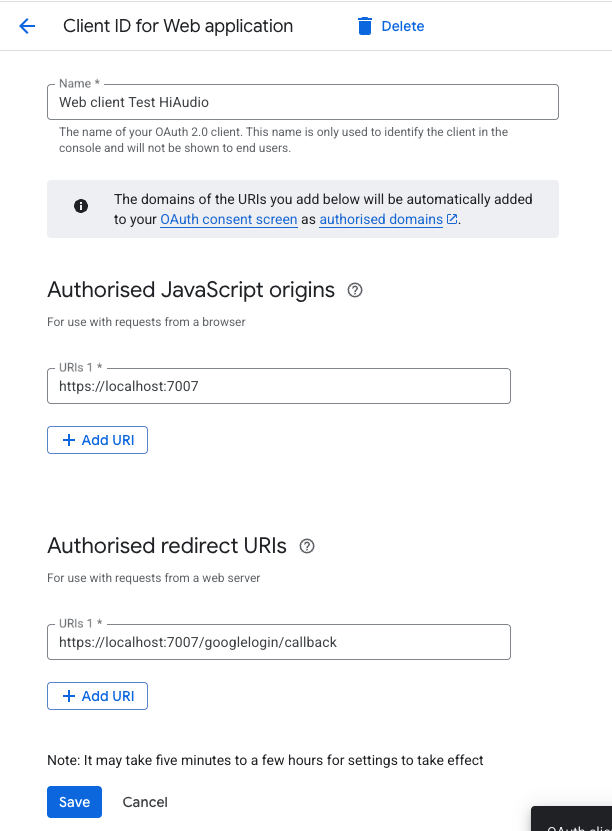 Client ID for Web application
Delete
Name *
Web client Test HiAudio
The name of your OAuth 2.0 client. This name is only used to identify the client in the
console and will not be shown to end users.
The domains of the URIs you add below will be automatically added
to your OAuth consent screen as authorised domains.
Authorised JavaScript origins
For use with requests from a browser
URIs 1 *
https://localhost:7007
+ Add URI
Authorised redirect URIs
For use with requests from a web server
URIs 1 *
https://localhost:7007/googlelogin/callback
+ Add URI
Note: It may take five minutes to a few hours for settings to take effect
Save
Cancel